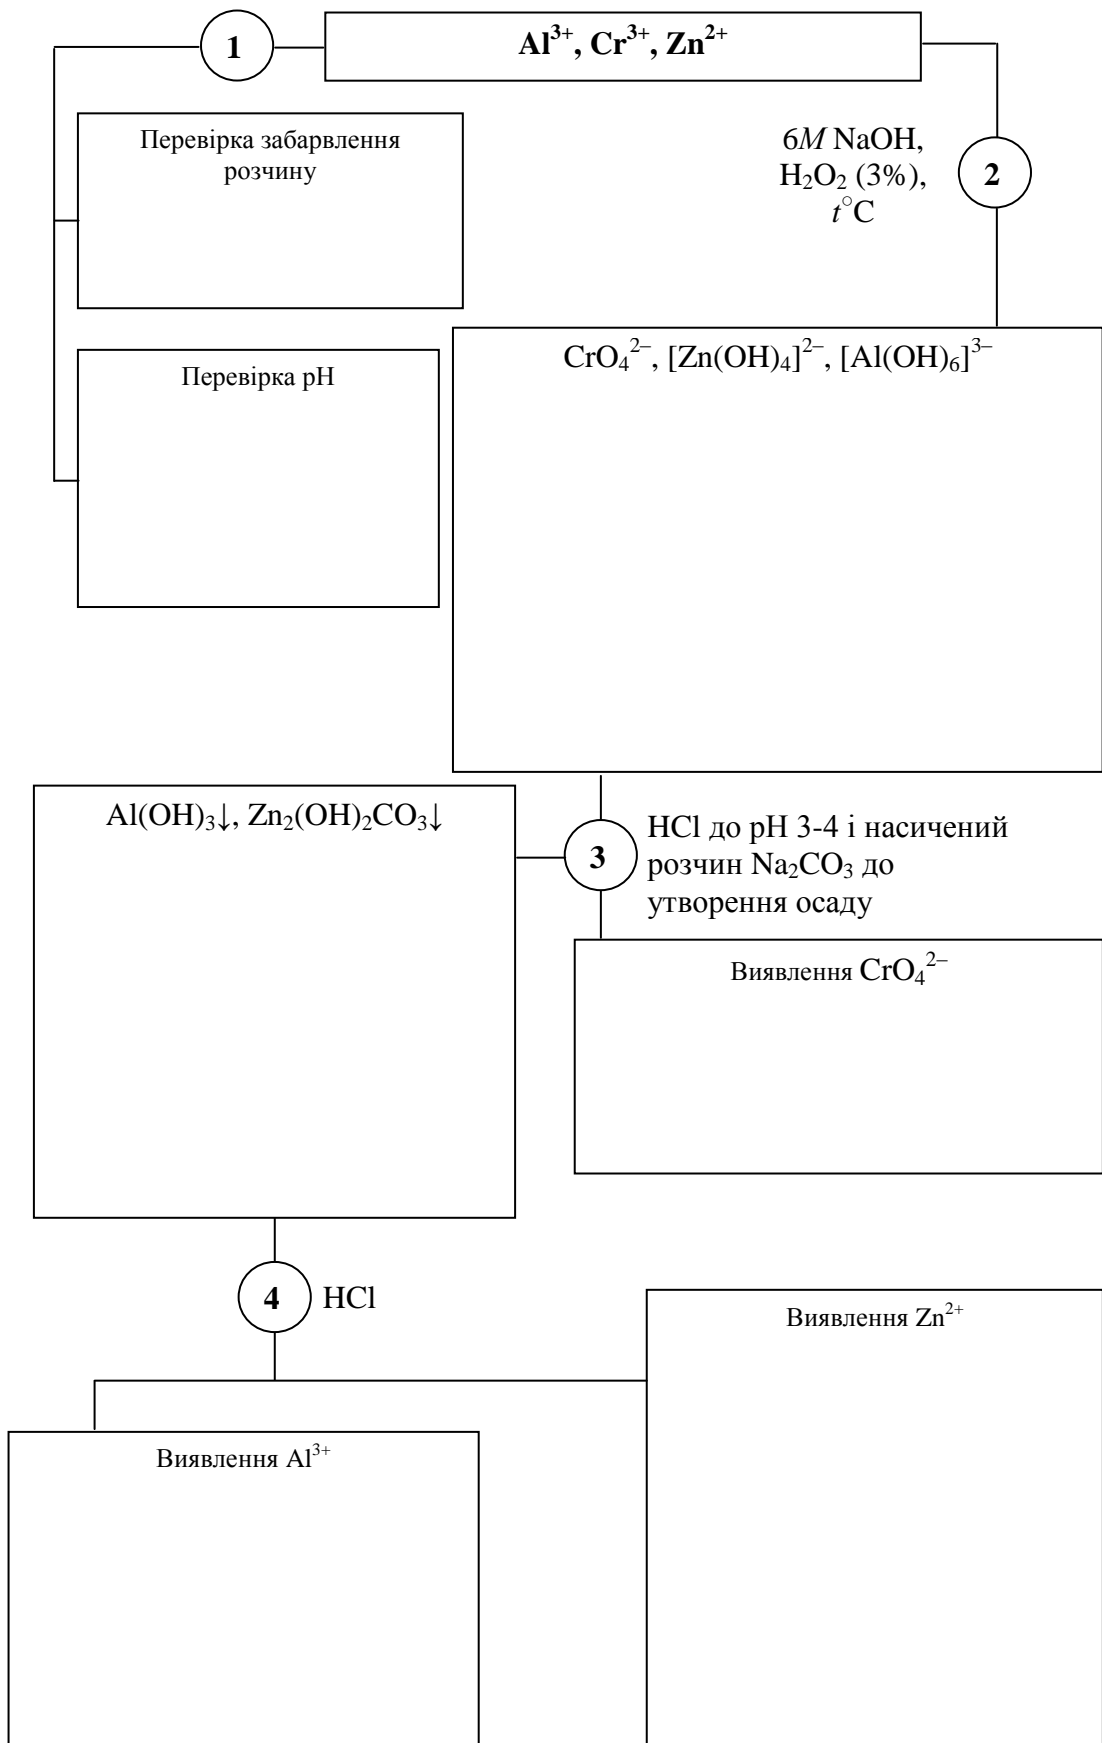 1
Al³⁺, Cr³⁺, Zn²⁺
Перевірка забарвлення
розчину
6M NaOH,
H₂O₂ (3%),
t°C
2
Перевірка pH
CrO₄²⁻, [Zn(OH)₄]²⁻, [Al(OH)₆]³⁻
Al(OH)₃↓, Zn₂(OH)₂CO₃↓
3
HCl до pH 3-4 і насичений
розчин Na₂CO₃ до
утворення осаду
Виявлення CrO₄²⁻
4
HCl
Виявлення Zn²⁺
Виявлення Al³⁺